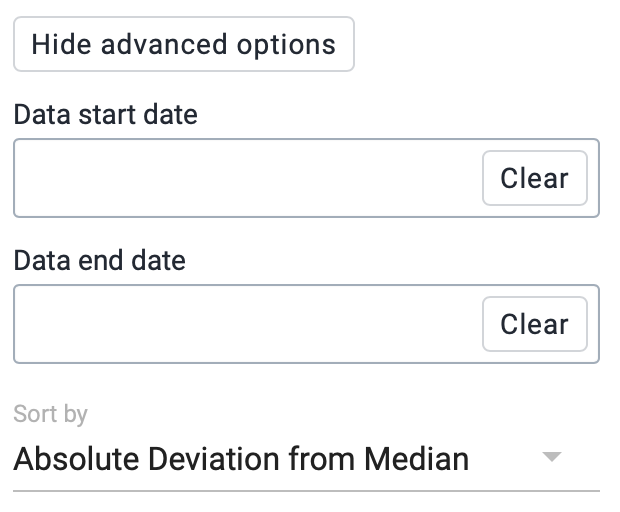 Hide advanced options
Data start date
Clear
Data end date
Clear
Sort by
Absolute Deviation from Median